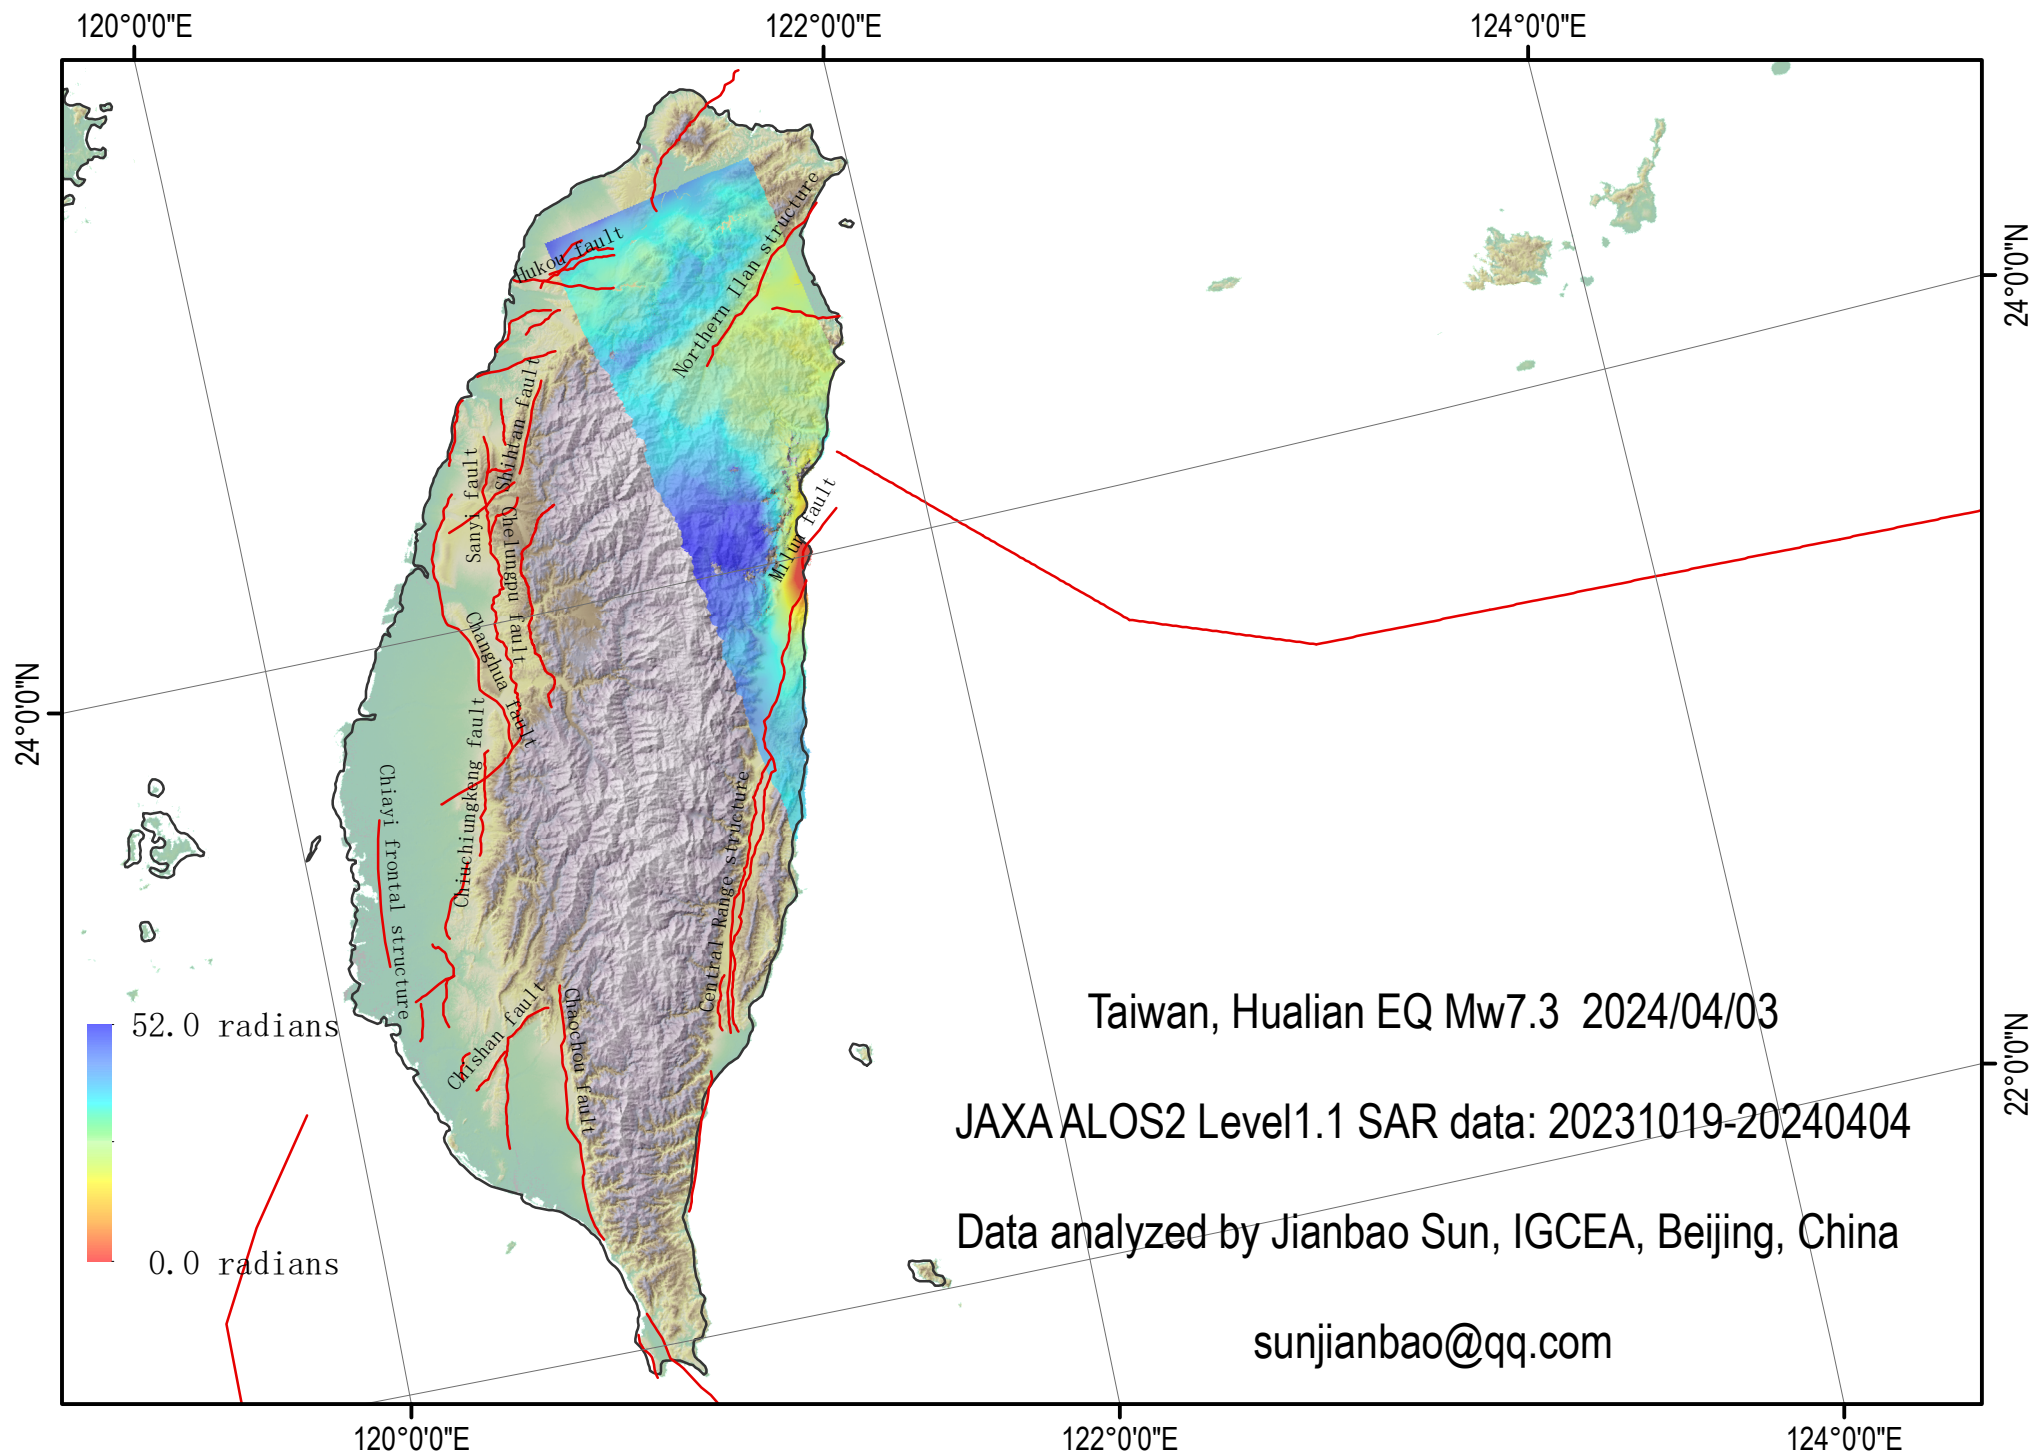 120°0'0"E
122°0'0"E
124°0'0"E
24°0'0"N
24°0'0"N
22°0'0"N
Hukou fault
Northern Ilan structure
Shihtan fault
Sanyi fault
Chelungpu fault
Milun fault
Changhua fault
Chiuchiungkeng fault
Chiayi frontal structure
Central Range structure
Chishan fault
Chaochou fault
52.0 radians
0.0 radians
Taiwan, Hualian EQ Mw7.3 2024/04/03
JAXA ALOS2 Level1.1 SAR data: 20231019-20240404
Data analyzed by Jianbao Sun, IGCEA, Beijing, China
sunjianbao@qq.com
120°0'0"E
122°0'0"E
124°0'0"E